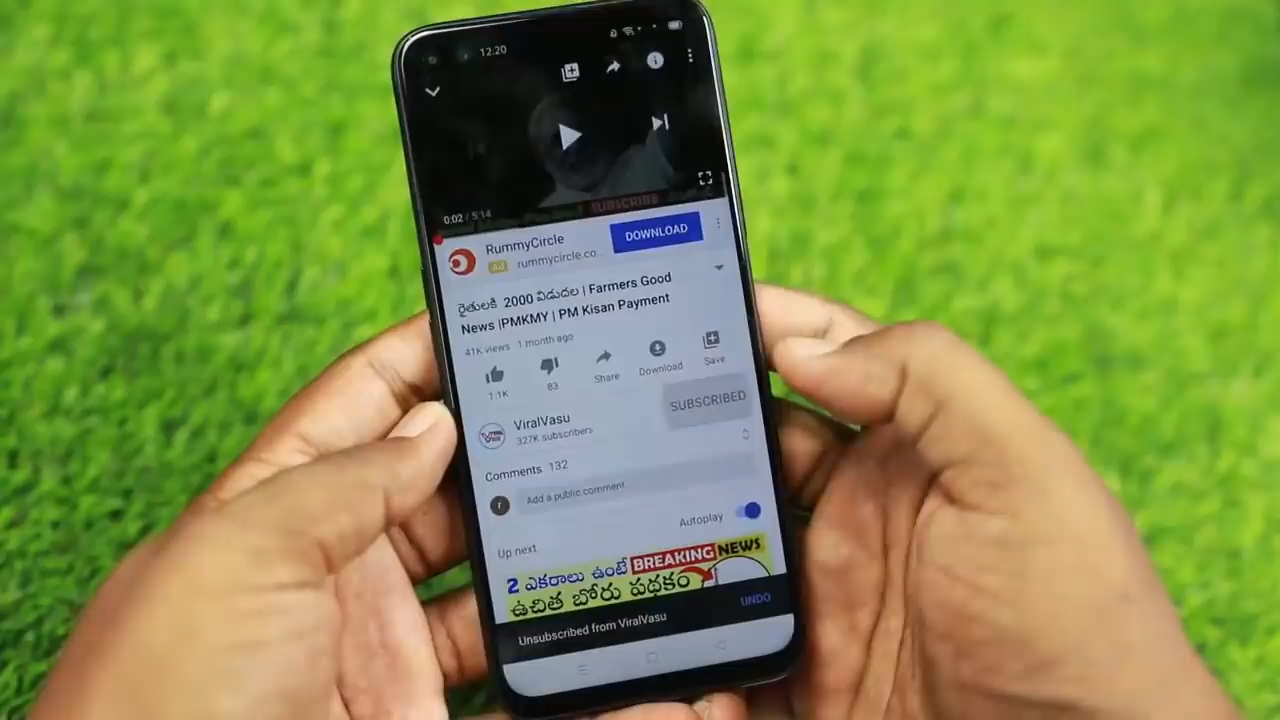 12.20
0:02 / 5:14
SUBSCRIBE
RummyCircle
DOWNLOAD
Ad rummycircle.co...
రైతులకి 2000 విడుదల | Farmers Good
News |PMKMY | PM Kisan Payment
41K views 1 month ago
1.1K
83
Share
Download
Save
ViralVasu
327K subscribers
SUBSCRIBED
Comments 132
r
Add a public comment...
Autoplay
Up next
2 ఎకరాలు ఉంటే BREAKING NEWS
ఉచిత బోరు పథకం
Unsubscribed from ViralVasu
UNDO